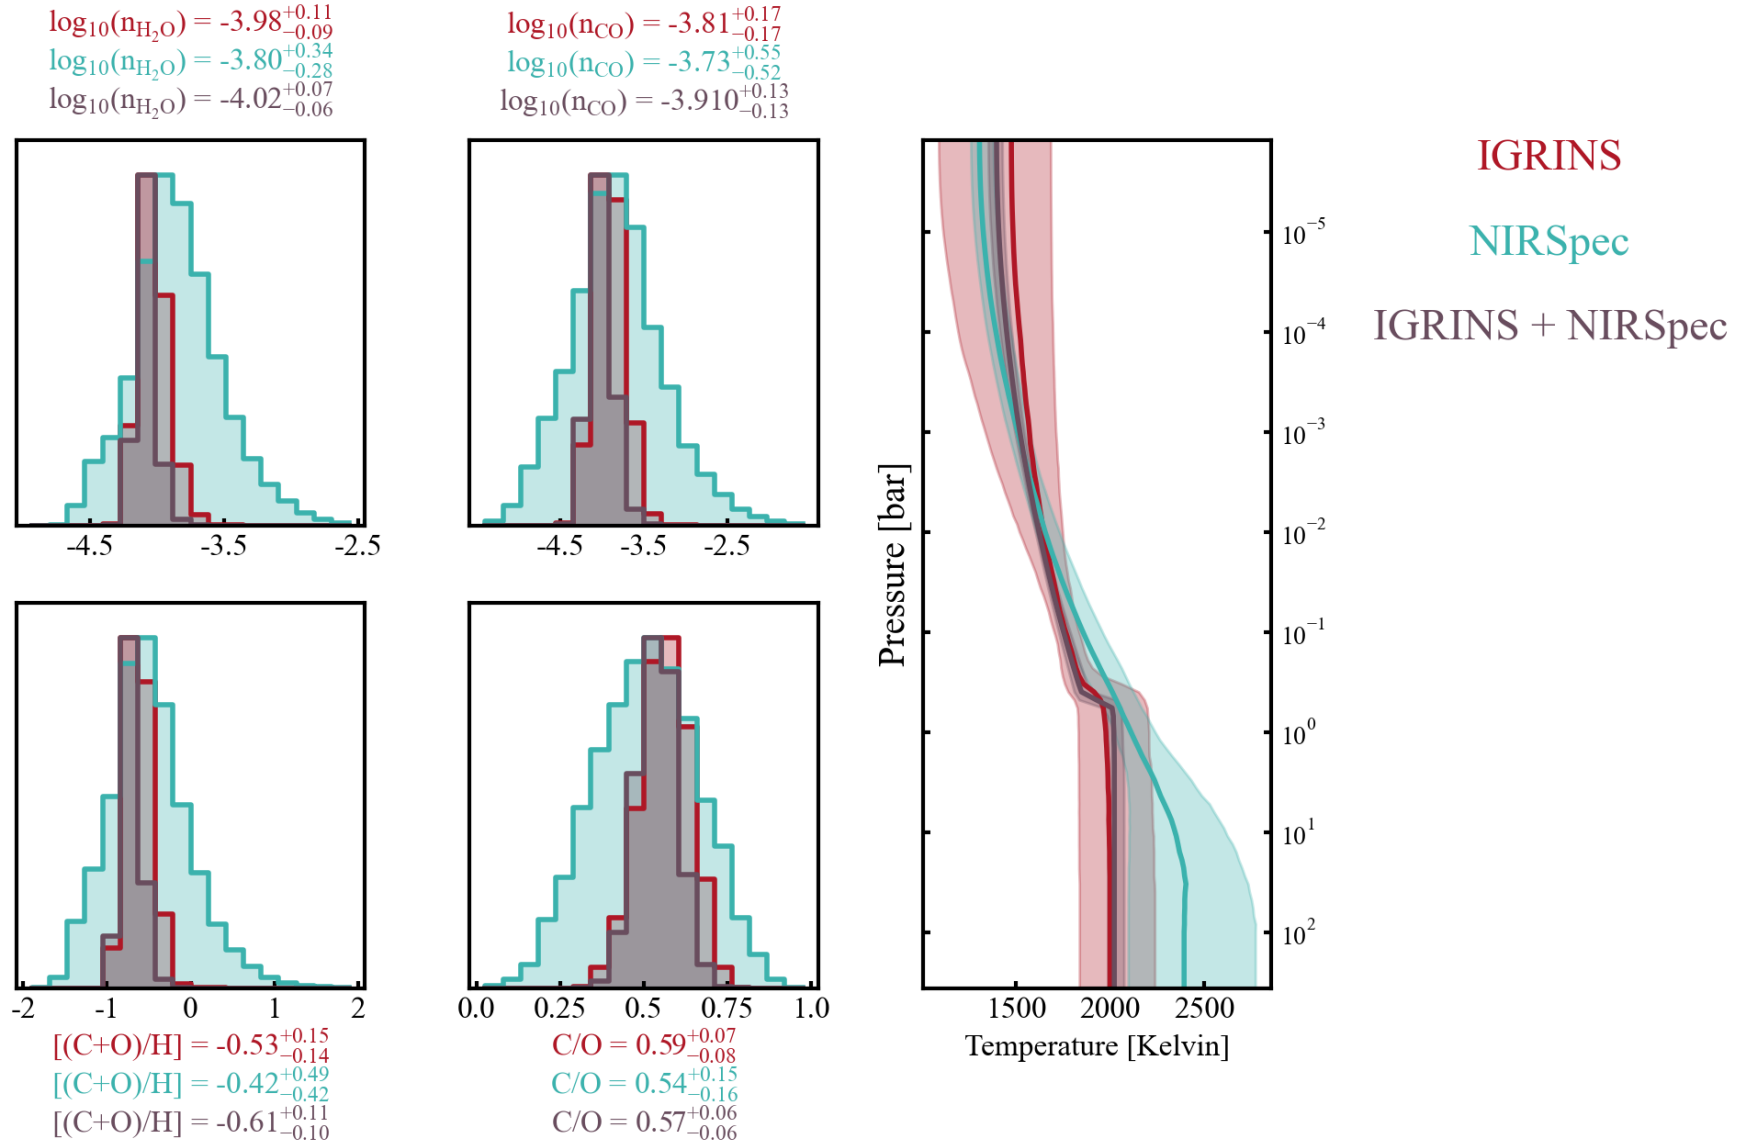 log₁₀(n_H₂O) = -3.98 +0.11 −0.09
log₁₀(n_H₂O) = -3.80 +0.34 −0.28
log₁₀(n_H₂O) = -4.02 +0.07 −0.06
log₁₀(n_CO) = -3.81 +0.17 −0.17
log₁₀(n_CO) = -3.73 +0.55 −0.52
log₁₀(n_CO) = -3.910 +0.13 −0.13
-4.5 -3.5 -2.5
-4.5 -3.5 -2.5
-2 -1 0 1 2
[(C+O)/H] = -0.53 +0.15 −0.14
[(C+O)/H] = -0.42 +0.49 −0.42
[(C+O)/H] = -0.61 +0.11 −0.10
0.0 0.25 0.5 0.75 1.0
C/O = 0.59 +0.07 −0.08
C/O = 0.54 +0.15 −0.16
C/O = 0.57 +0.06 −0.06
Pressure [bar]
10⁻⁵
10⁻⁴
10⁻³
10⁻²
10⁻¹
10⁰
10¹
10²
1500 2000 2500
Temperature [Kelvin]
IGRINS
NIRSpec
IGRINS + NIRSpec